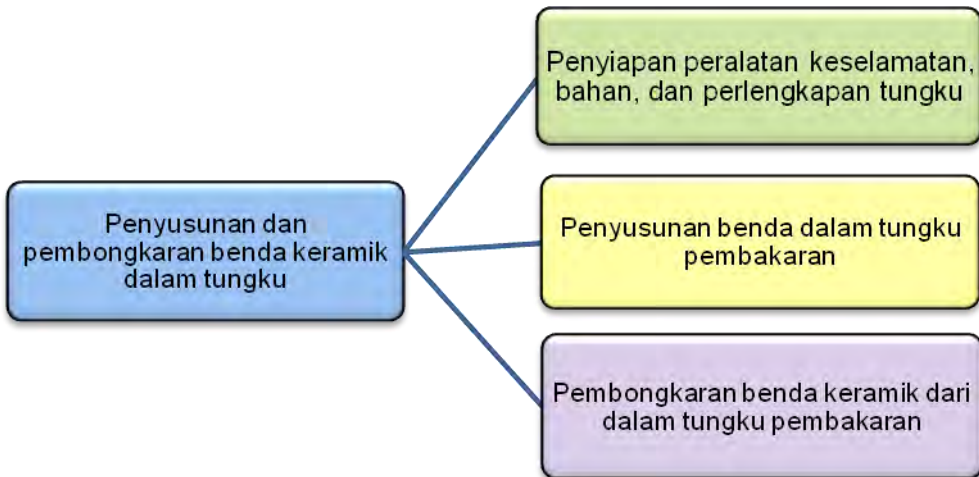 Penyiapan peralatan keselamatan,
bahan, dan perlengkapan tungku
Penyusunan dan
pembongkaran benda keramik
dalam tungku
Penyusunan benda dalam tungku
pembakaran
Pembongkaran benda keramik dari
dalam tungku pembakaran